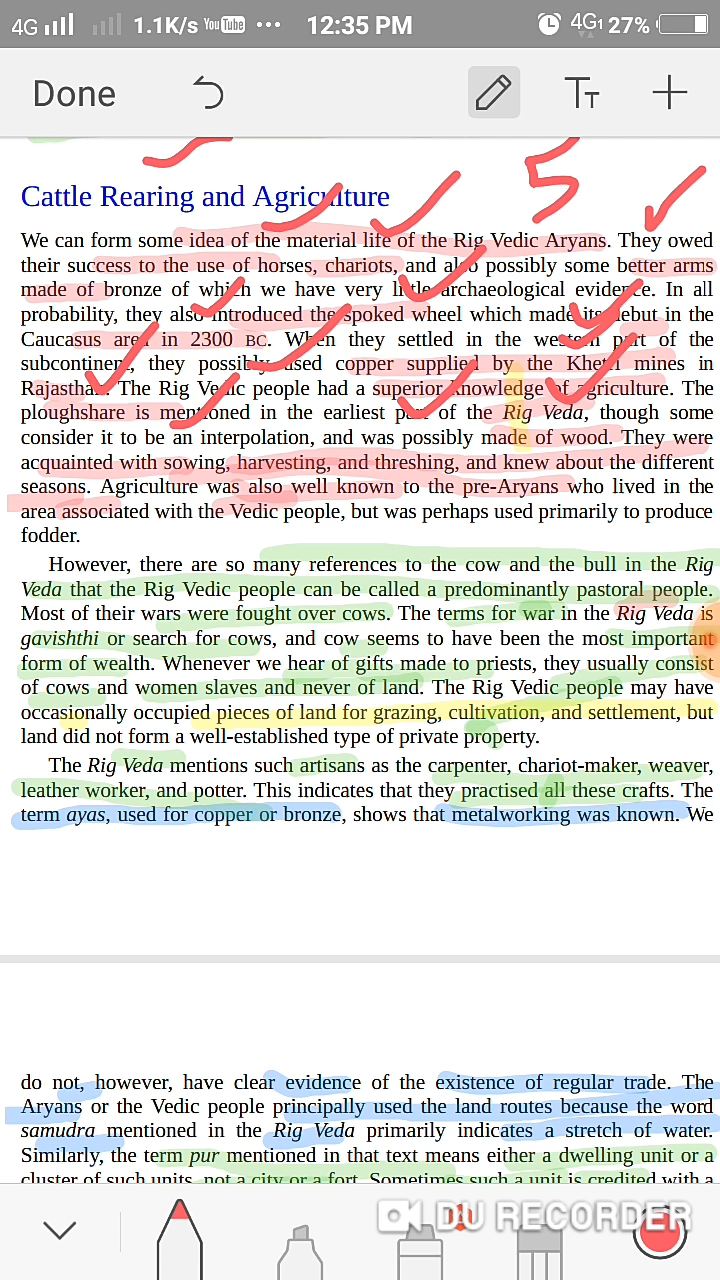 4G 1.1K/s YouTube ••• 12:35 PM 4G1 27%
Done TT
5
Cattle Rearing and Agriculture
We can form some idea of the material life of the Rig Vedic Aryans. They owed
their success to the use of horses, chariots, and also possibly some better arms
made of bronze of which we have very little archaeological evidence. In all
probability, they also introduced the spoked wheel which made its debut in the
Caucasus area in 2300 BC. When they settled in the western part of the
subcontinent, they possibly used copper supplied by the Khetri mines in
Rajasthan. The Rig Vedic people had a superior knowledge of agriculture. The
ploughshare is mentioned in the earliest part of the Rig Veda, though some
consider it to be an interpolation, and was possibly made of wood. They were
acquainted with sowing, harvesting, and threshing, and knew about the different
seasons. Agriculture was also well known to the pre-Aryans who lived in the
area associated with the Vedic people, but was perhaps used primarily to produce
fodder.
However, there are so many references to the cow and the bull in the Rig
Veda that the Rig Vedic people can be called a predominantly pastoral people.
Most of their wars were fought over cows. The terms for war in the Rig Veda is
gavishthi or search for cows, and cow seems to have been the most important
form of wealth. Whenever we hear of gifts made to priests, they usually consist
of cows and women slaves and never of land. The Rig Vedic people may have
occasionally occupied pieces of land for grazing, cultivation, and settlement, but
land did not form a well-established type of private property.
The Rig Veda mentions such artisans as the carpenter, chariot-maker, weaver,
leather worker, and potter. This indicates that they practised all these crafts. The
term ayas, used for copper or bronze, shows that metalworking was known. We
do not, however, have clear evidence of the existence of regular trade. The
Aryans or the Vedic people principally used the land routes because the word
samudra mentioned in the Rig Veda primarily indicates a stretch of water.
Similarly, the term pur mentioned in that text means either a dwelling unit or a
cluster of such units, not a city or a fort. Sometimes such a unit is credited with a
DU RECORDER